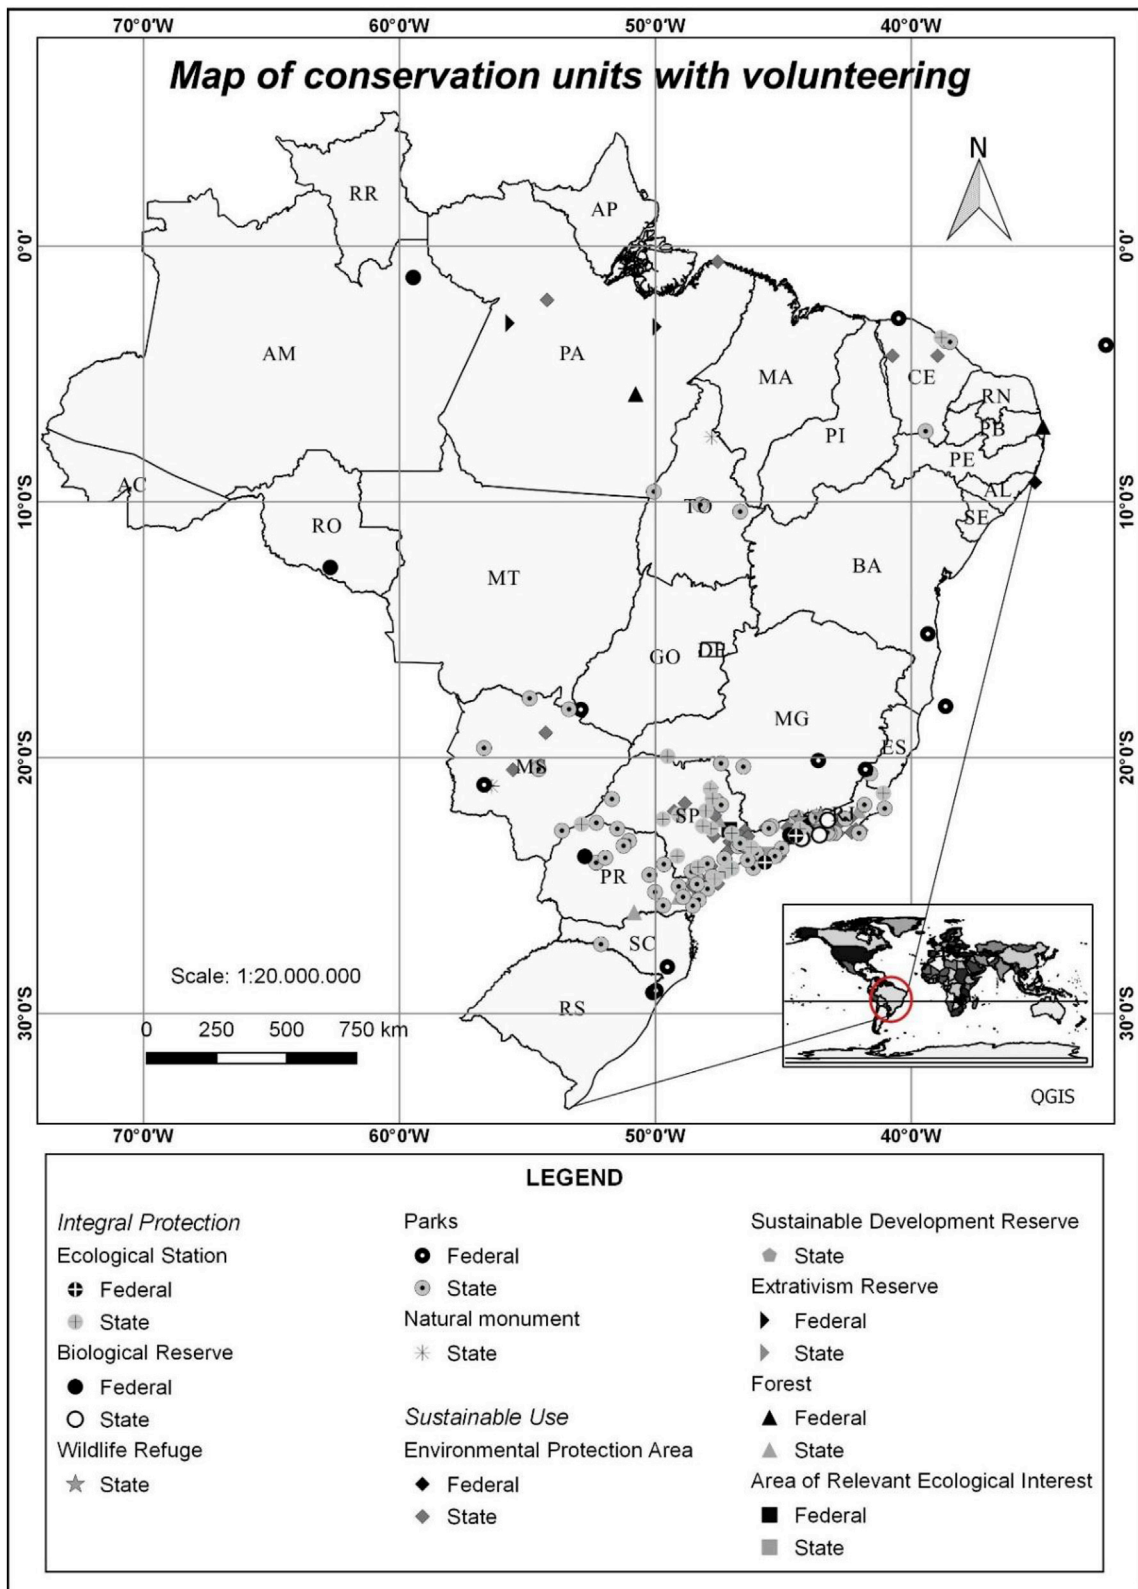 70°0'W 60°0'W 50°0'W 40°0'W
Map of conservation units with volunteering
N
RR
AP
0°0' 0°0'
AM
PA
MA
CE
RN
PB
PI
PE
AC
AL
10°S 10°0'S
TO
SE
RO
MT
BA
GO
DF
MG
ES
20°0'S 20°0'S
MS
SP
RJ
PR
SC
Scale: 1:20.000.000
RS
30°0'S 30°0'S
0 250 500 750 km
QGIS
70°0'W 60°0'W 50°0'W 40°0'W
LEGEND
Integral Protection
Ecological Station
Federal
State
Biological Reserve
Federal
State
Wildlife Refuge
State
Parks
Federal
State
Natural monument
State
Sustainable Use
Environmental Protection Area
Federal
State
Sustainable Development Reserve
State
Extrativism Reserve
Federal
State
Forest
Federal
State
Area of Relevant Ecological Interest
Federal
State